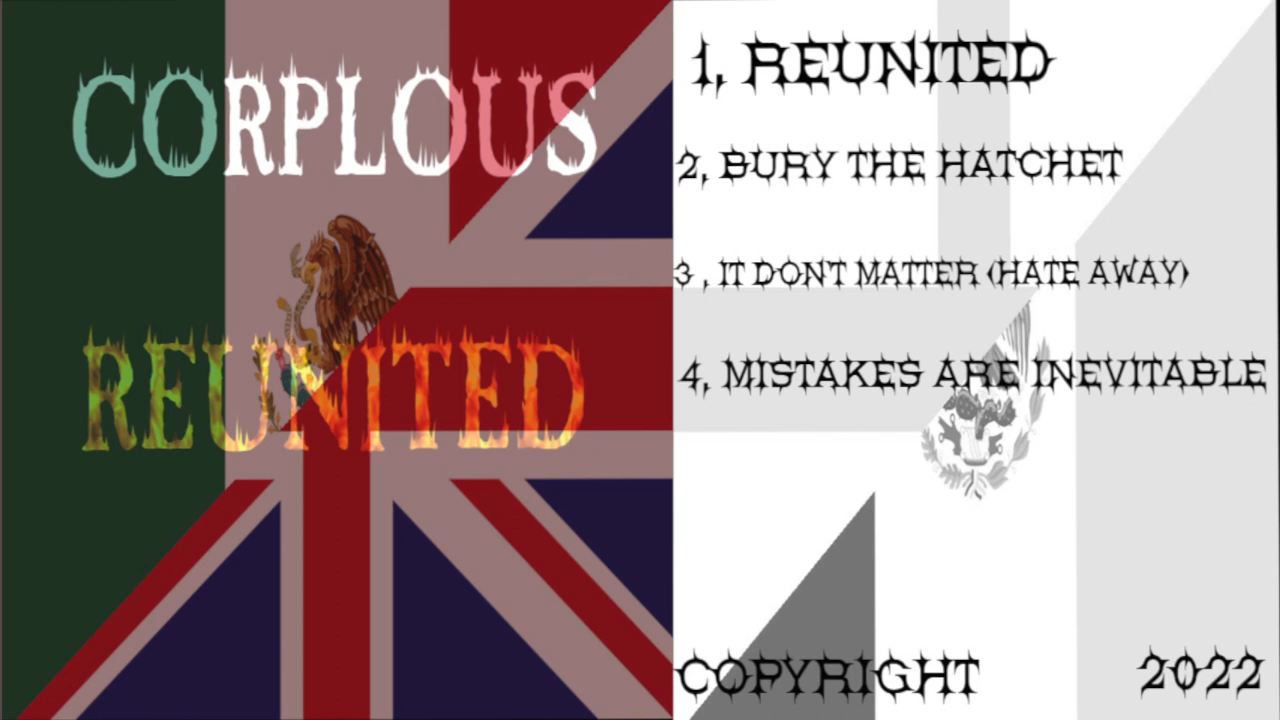 CORPLOUS
REUNITED
1, REUNITED
2, BURY THE HATCHET
3 , IT DONT MATTER (HATE AWAY)
4, MISTAKES ARE INEVITABLE
COPYRIGHT 2022